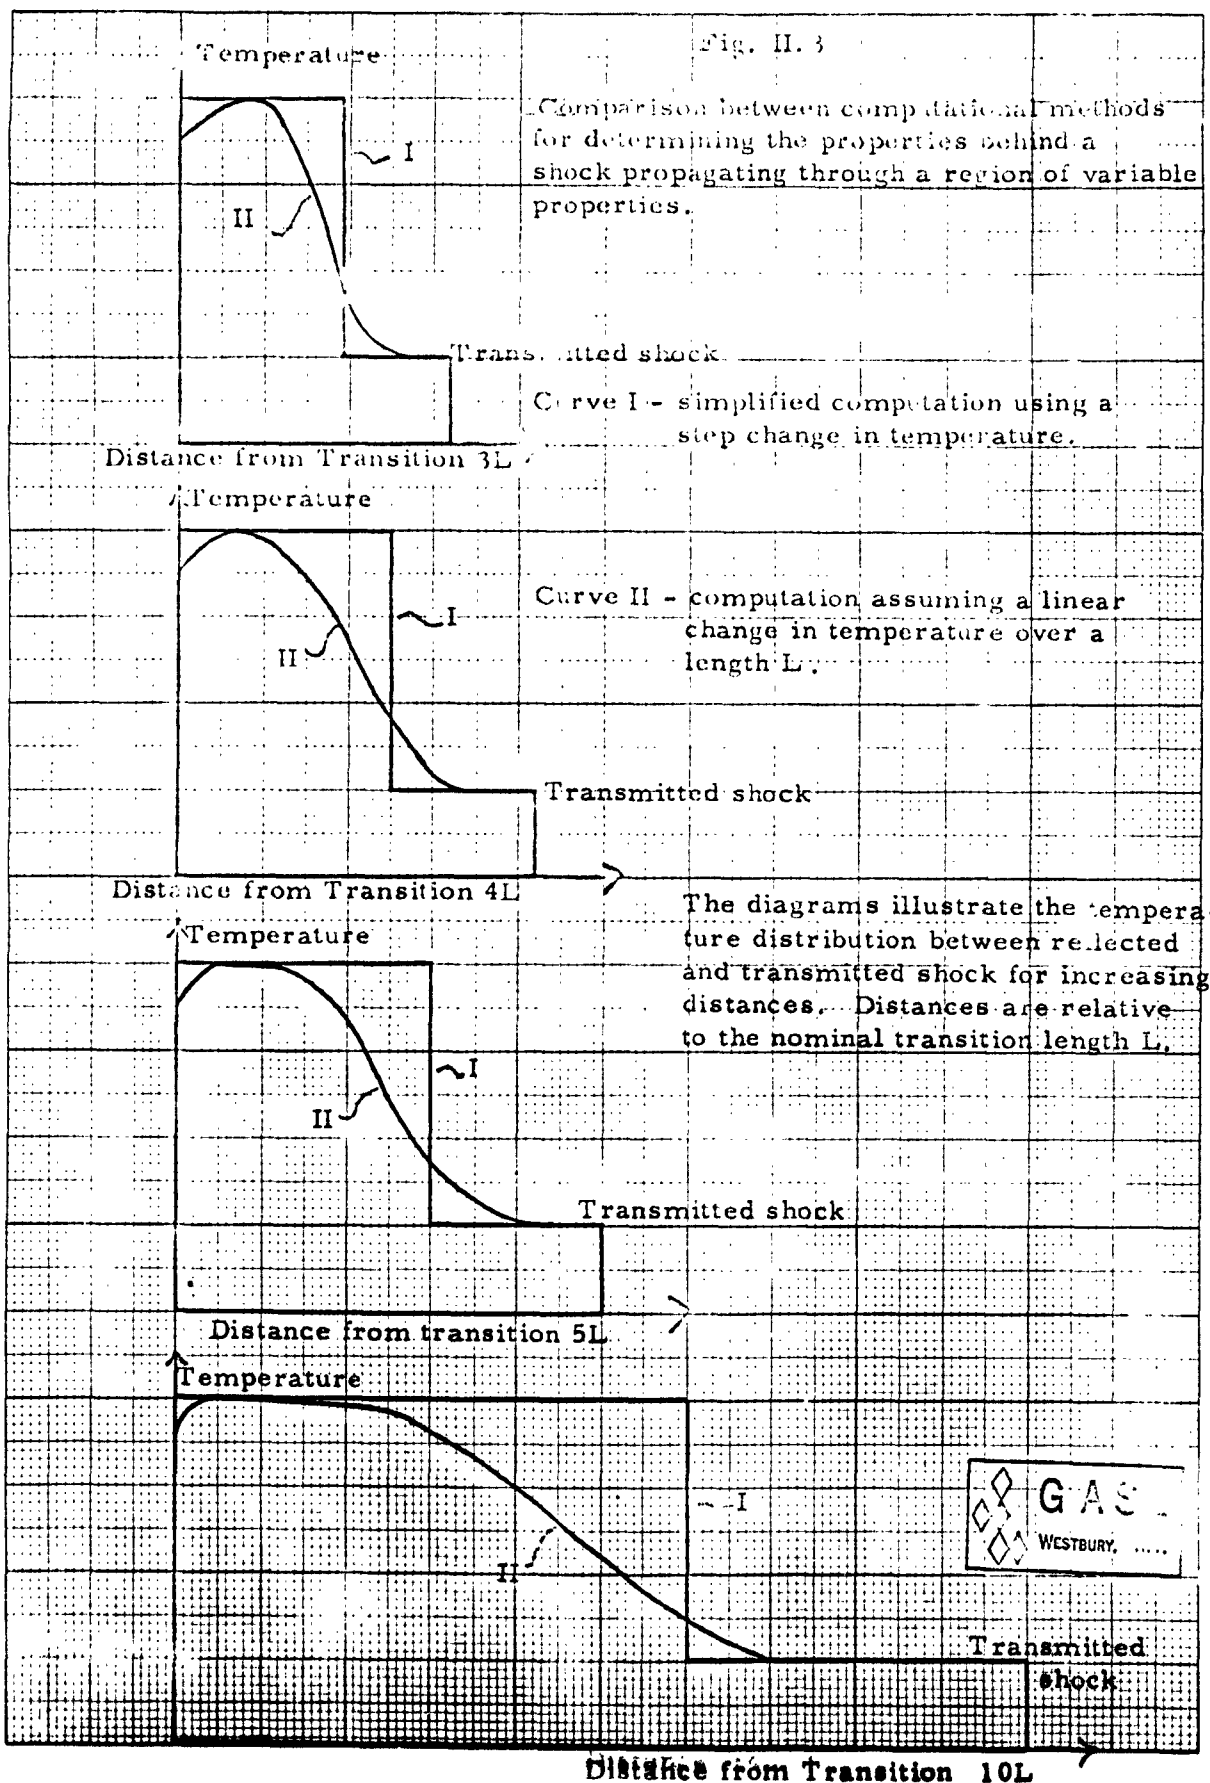 Fig. II.3
Temperature
Comparison between computational methods
for determining the properties behind a
shock propagating through a region of variable
properties.
I
II
Transmitted shock
Curve I - simplified computation using a
step change in temperature.
Distance from Transition 3L
Temperature
Curve II - computation assuming a linear
change in temperature over a
length L.
I
II
Transmitted shock
Distance from Transition 4L
The diagrams illustrate the tempera
ture distribution between reflected
and transmitted shock for increasing
distances. Distances are relative
to the nominal transition length L.
Temperature
I
II
Transmitted shock
Distance from transition 5L
Temperature
I
II
GAS
WESTBURY,
Transmitted
shock
Distance from Transition 10L